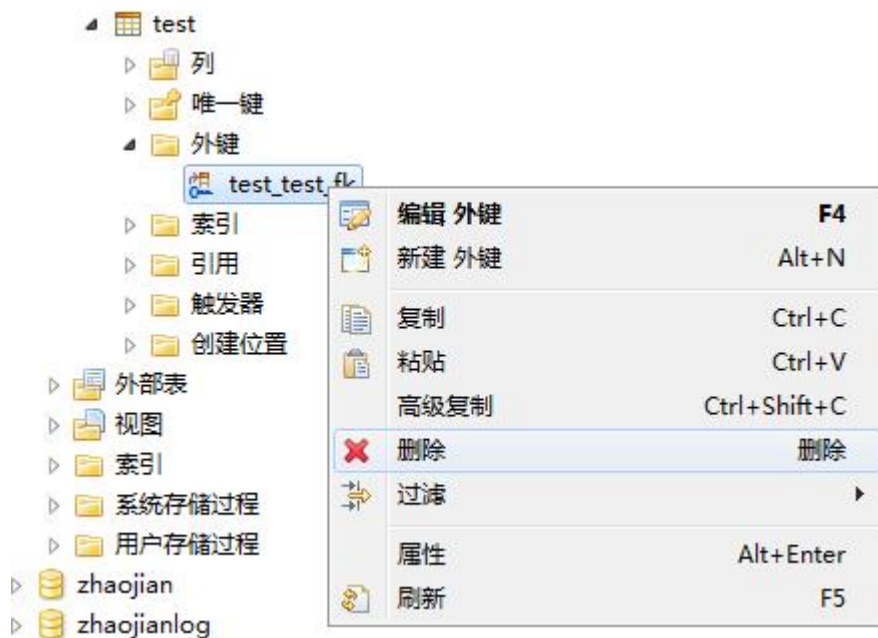 test
列
唯一键
外键
test_test_fk
编辑 外键 F4
索引
新建 外键 Alt+N
引用
触发器
复制 Ctrl+C
创建位置
粘贴 Ctrl+V
外部表
高级复制 Ctrl+Shift+C
视图
删除 删除
索引
过滤
系统存储过程
用户存储过程
属性 Alt+Enter
zhaojian
刷新 F5
zhaojianlog